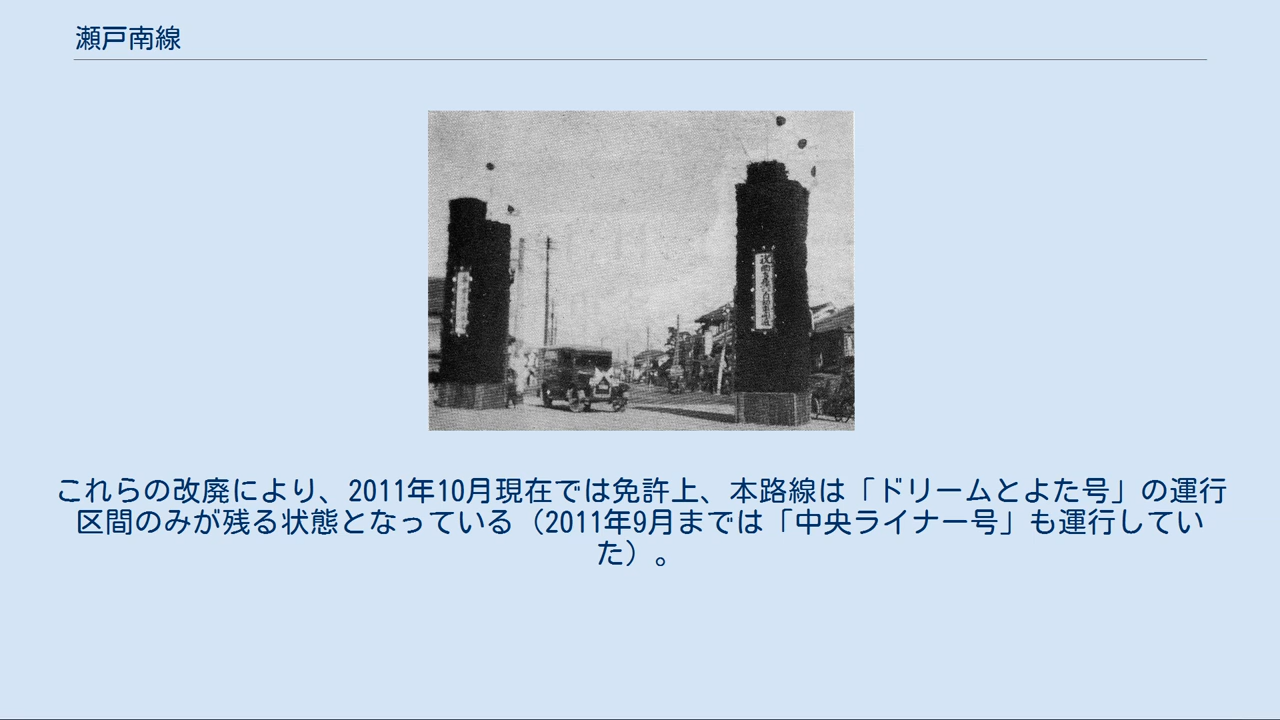 瀬戸南線
これらの改廃により、2011年10月現在では免許上、本路線は「ドリームとよた号」の運行
区間のみが残る状態となっている（2011年9月までは「中央ライナー号」も運行してい
た）。